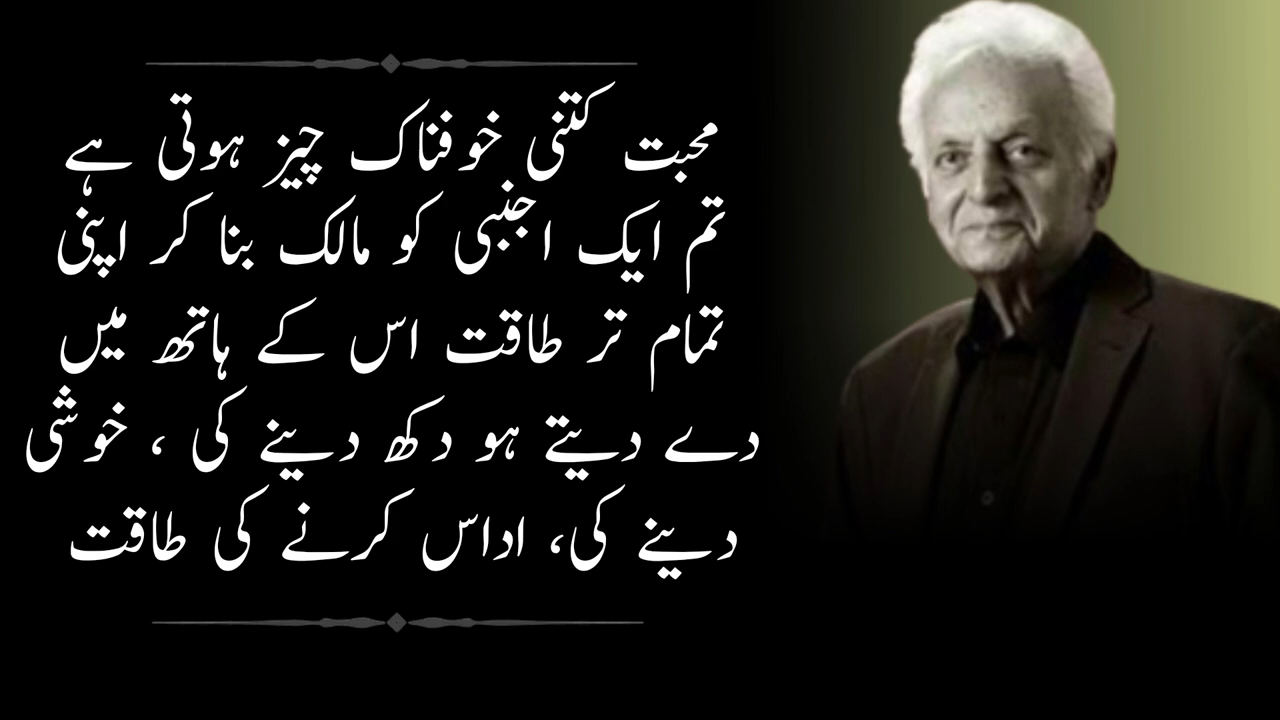 محبت کتنی خوفناک چیز ہوتی ہے
تم ایک اجنبی کو مالک بنا کر اپنی
تمام تر طاقت اس کے ہاتھ میں
دے دیتے ہو دکھ دینے کی ، خوشی
دینے کی، اداس کرنے کی طاقت